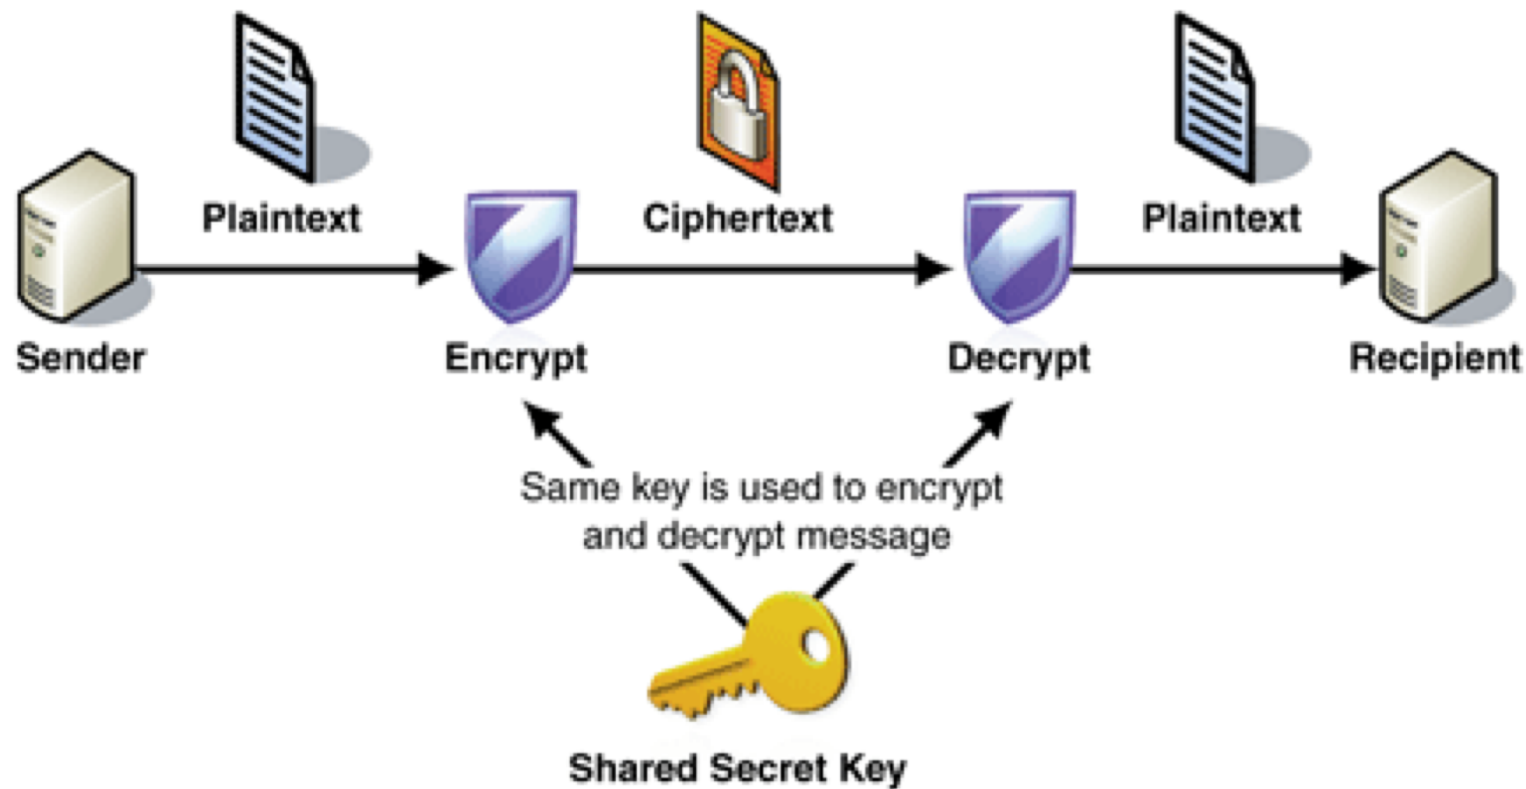 Plaintext
Ciphertext
Plaintext
Sender
Encrypt
Decrypt
Recipient
Same key is used to encrypt
and decrypt message
Shared Secret Key